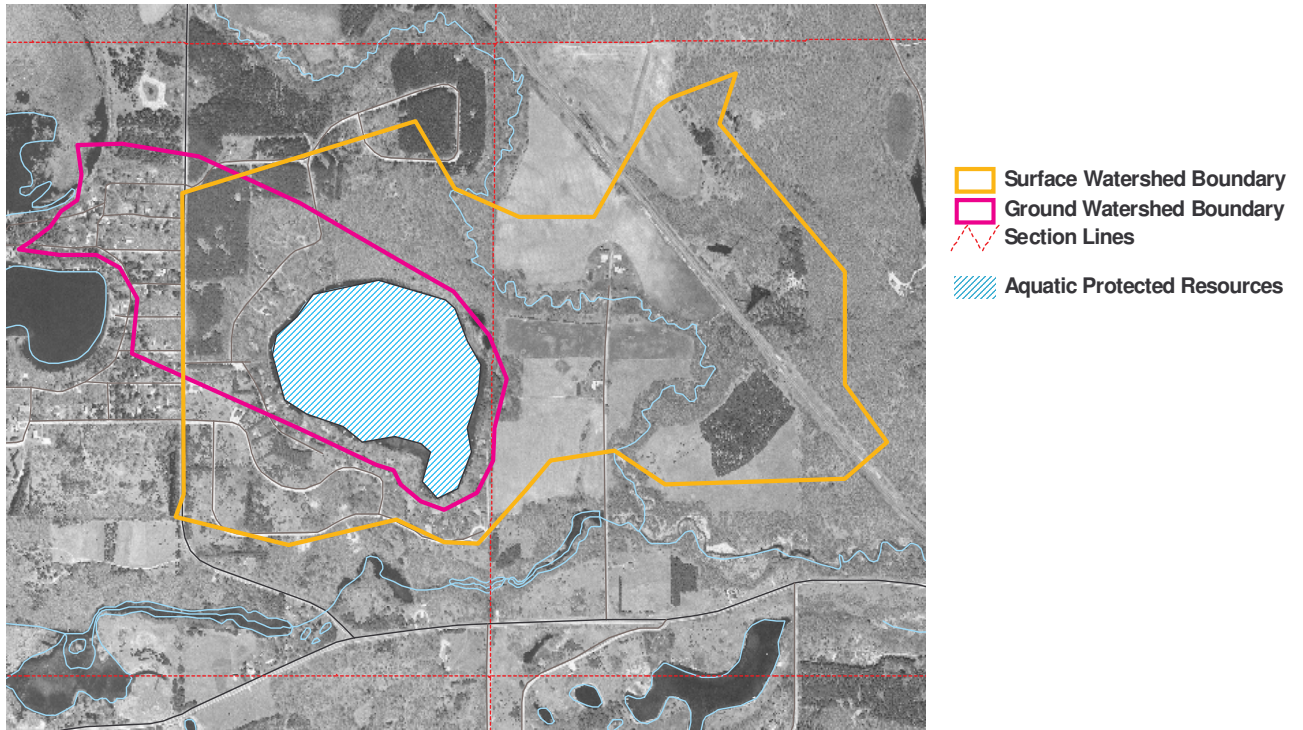 Surface Watershed Boundary
Ground Watershed Boundary
Section Lines
Aquatic Protected Resources